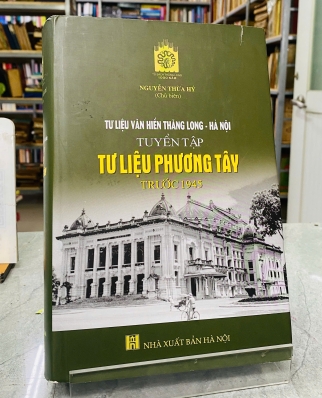 NGUYỄN THỪA HỶ
(Chủ biên)
TƯ LIỆU VĂN HIẾN THĂNG LONG - HÀ NỘI
TUYỂN TẬP
TƯ LIỆU PHƯƠNG TÂY
TRƯỚC 1945
NHÀ XUẤT BẢN HÀ NỘI